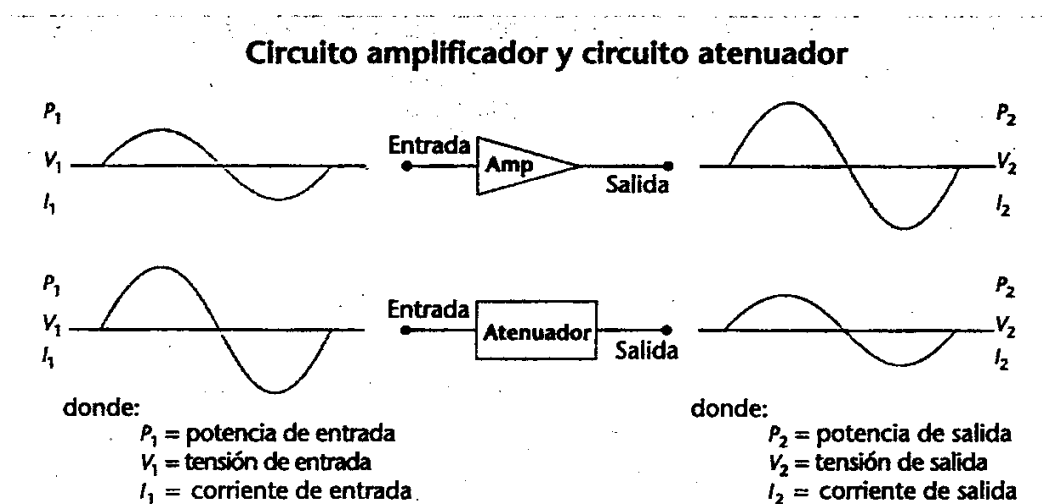 Circuito amplificador y circuito atenuador
P₁
V₁
I₁
Entrada
Amp
Salida
P₂
V₂
I₂
P₁
V₁
I₁
Entrada
Atenuador
Salida
P₂
V₂
I₂
donde:
P₁ = potencia de entrada
V₁ = tensión de entrada
I₁ = corriente de entrada
donde:
P₂ = potencia de salida
V₂ = tensión de salida
I₂ = corriente de salida